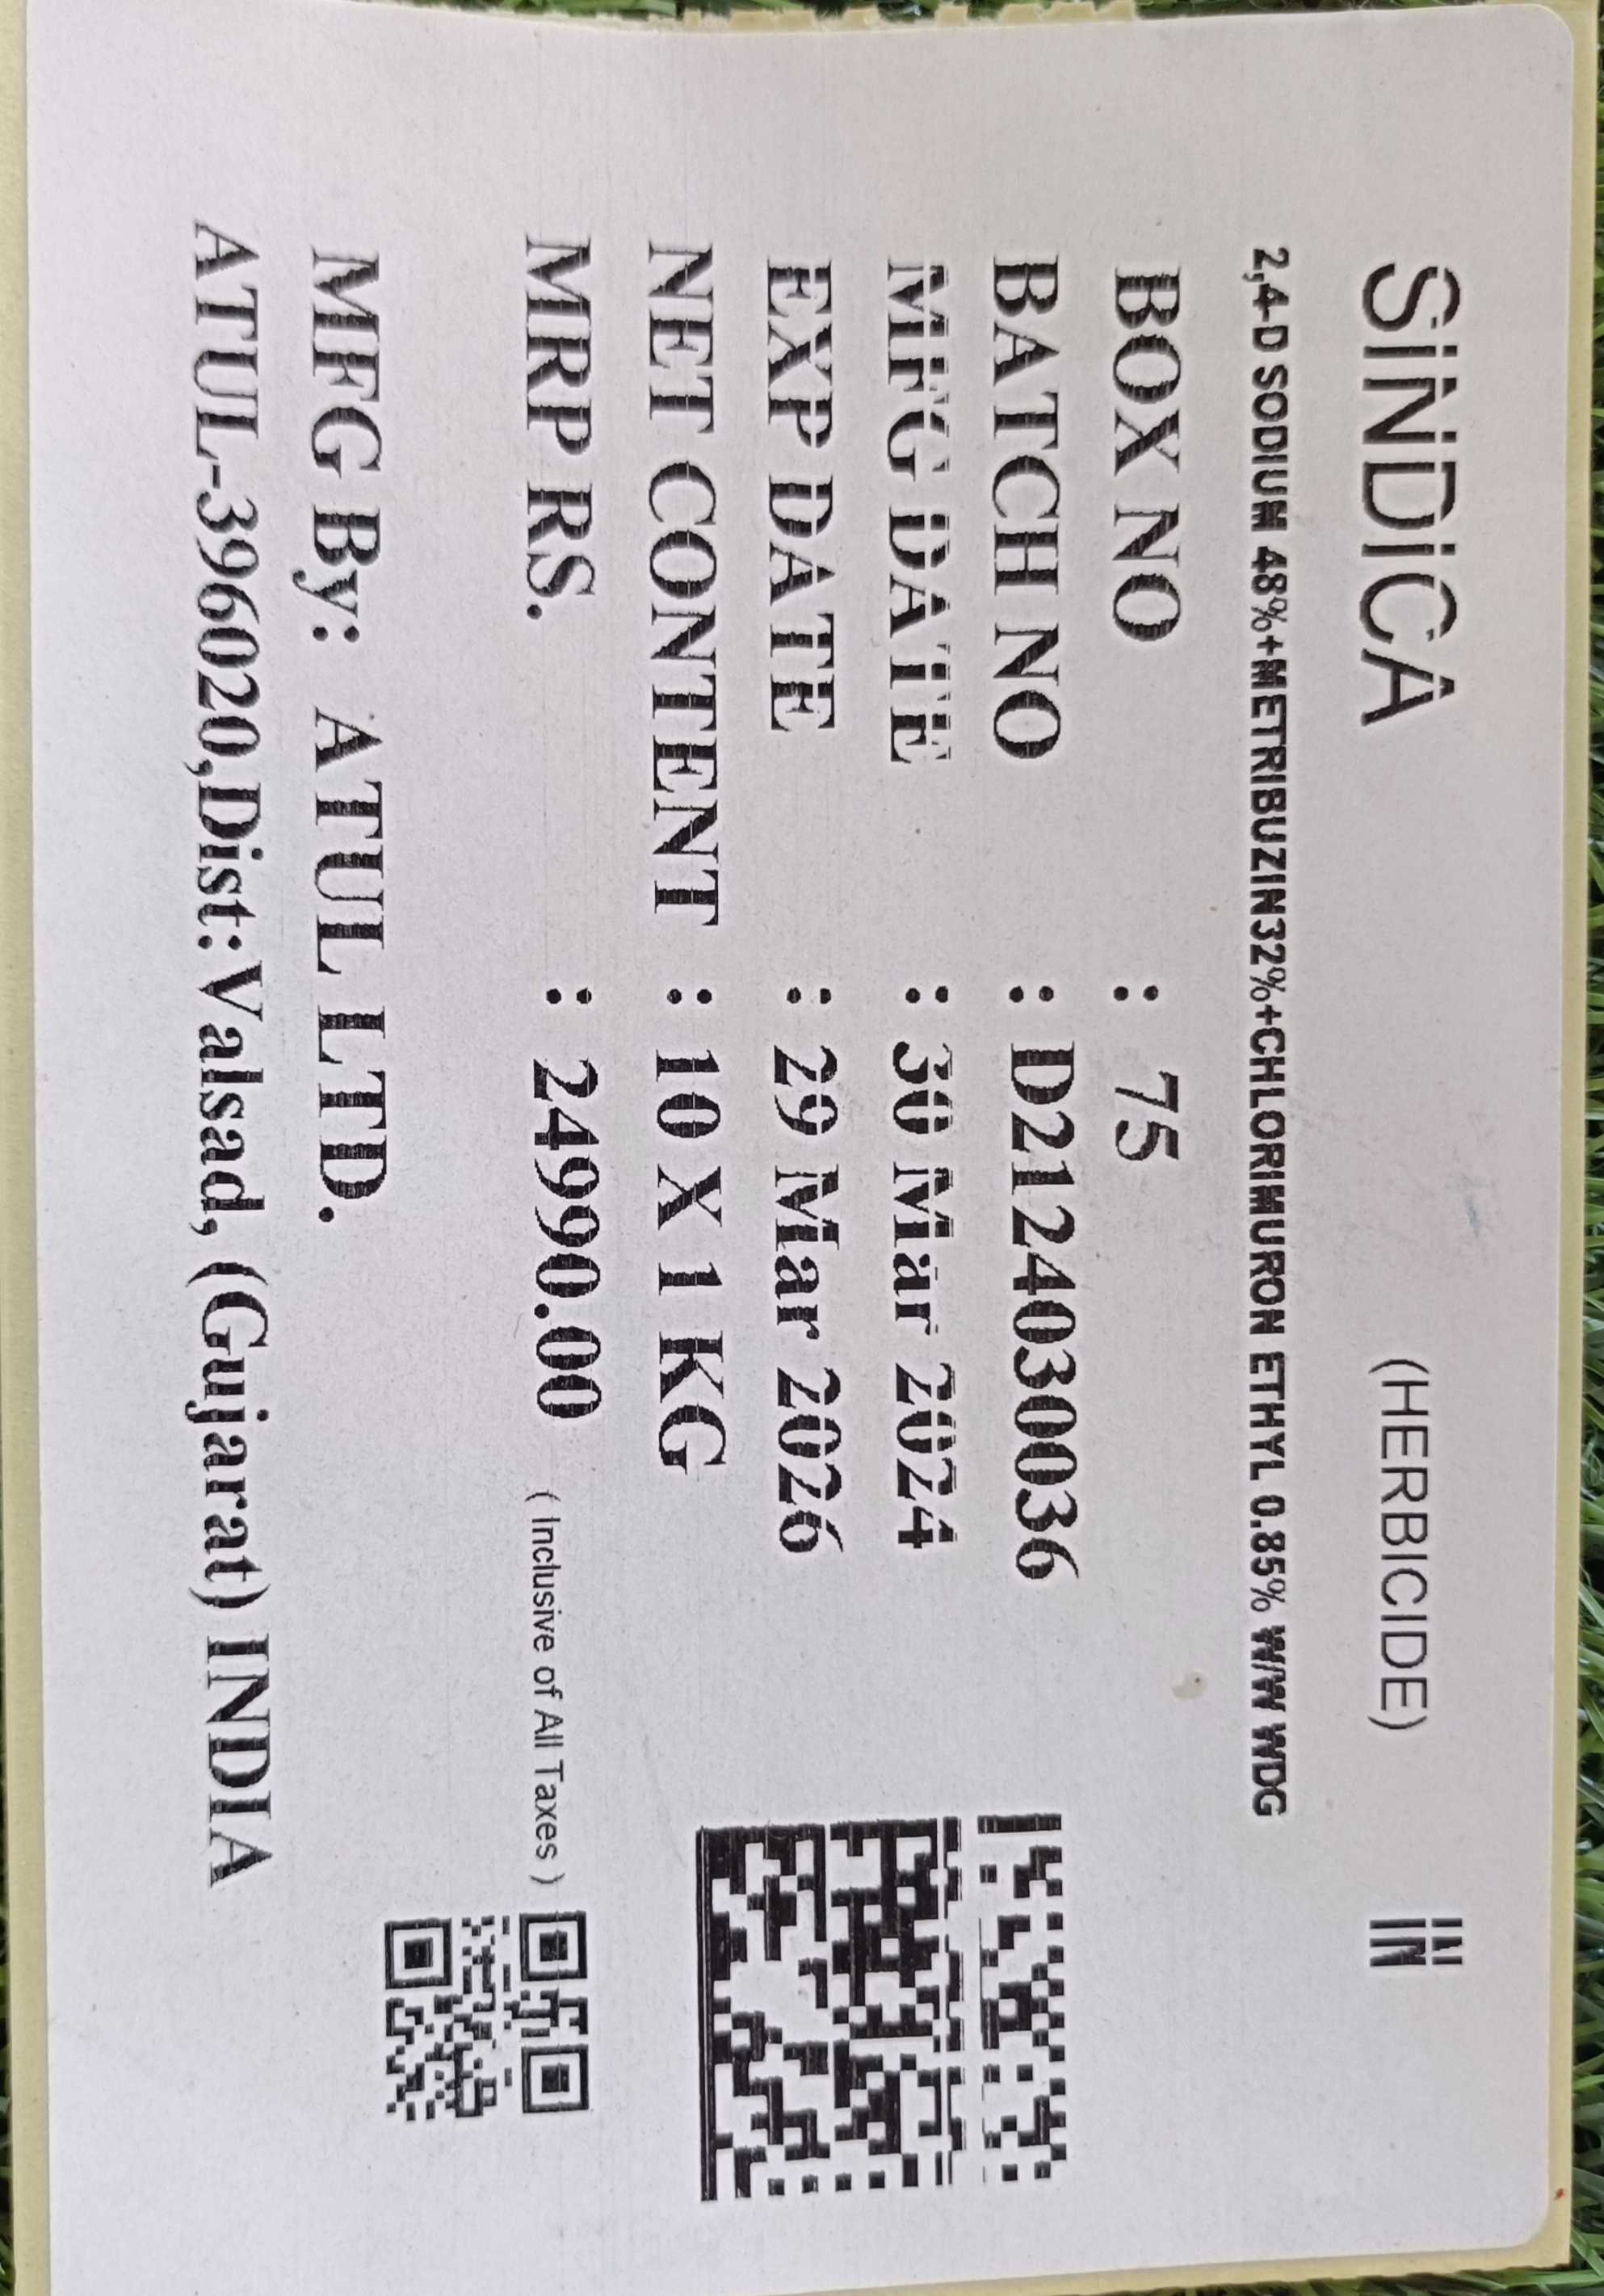 SiNDiCA (HERBICIDE) iN
2,4-D SODIUM 48%+METRIBUZIN32%+CHLORIMURON ETHYL 0.85% W/W WDG
BOX NO : 75
BATCH NO : D2124030036
MFG DATE : 30 Mar 2024
EXP DATE : 29 Mar 2026
NET CONTENT : 10 X 1 KG
MRP RS. : 24990.00 ( Inclusive of All Taxes )
MFG By: ATUL LTD.
ATUL-396020,Dist:Valsad, (Gujarat) INDIA